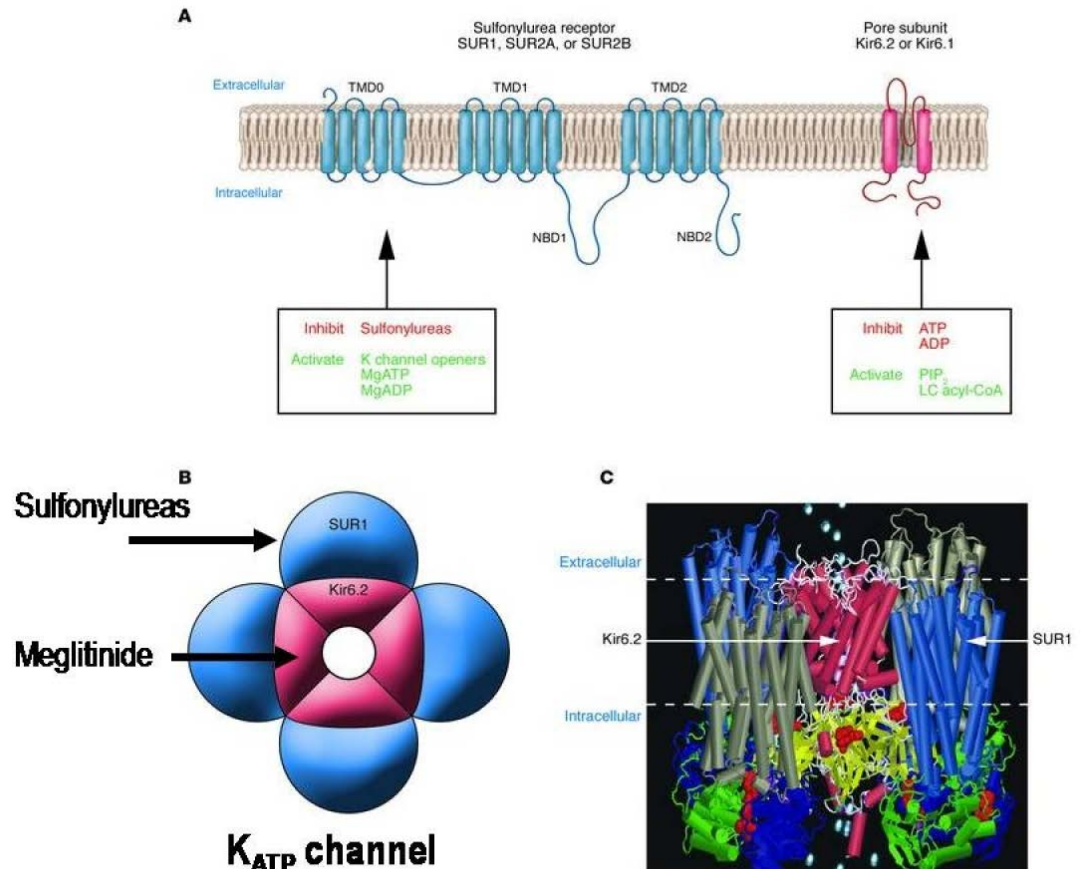 A
Sulfonylurea receptor
SUR1, SUR2A, or SUR2B
Pore subunit
Kir6.2 or Kir6.1
Extracellular
TMD0
TMD1
TMD2
Intracellular
NBD1
NBD2
Inhibit Sulfonylureas
Activate K channel openers
MgATP
MgADP
Inhibit ATP
ADP
Activate PIP2
LC acyl-CoA
B
Sulfonylureas
SUR1
Kir6.2
Meglitinide
KATP channel
C
Extracellular
Kir6.2
SUR1
Intracellular